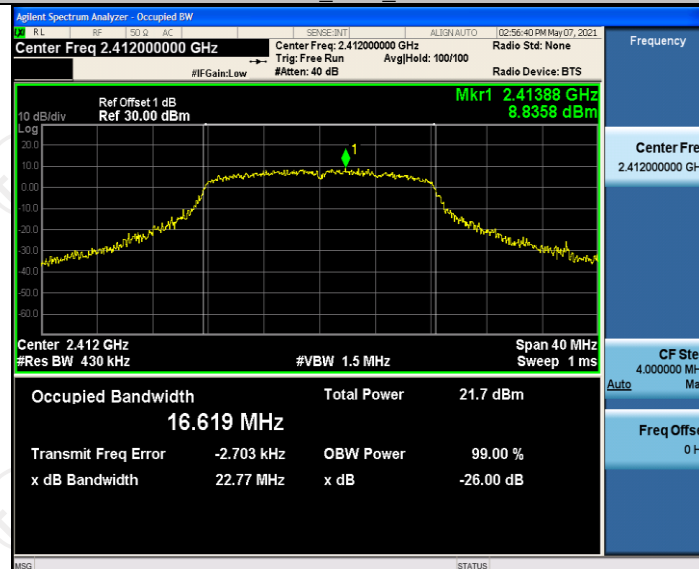 Agilent Spectrum Analyzer - Occupied BW
RL RF 50 Ω AC SENSE:INT ALIGN AUTO 02:56:40 PM May 07, 2021
Center Freq 2.412000000 GHz Center Freq: 2.412000000 GHz Radio Std: None
Trig: Free Run Avg|Hold: 100/100
#IFGain:Low #Atten: 40 dB Radio Device: BTS
Frequency
Ref Offset 1 dB Mkr1 2.41388 GHz
10 dB/div Ref 30.00 dBm 8.8358 dBm
Log
20.0
1
10.0
0.00
-10.0
-20.0
-30.0
-40.0
-50.0
-60.0
Center 2.412 GHz Span 40 MHz
#Res BW 430 kHz #VBW 1.5 MHz Sweep 1 ms
Occupied Bandwidth Total Power 21.7 dBm
16.619 MHz
Transmit Freq Error -2.703 kHz OBW Power 99.00 %
x dB Bandwidth 22.77 MHz x dB -26.00 dB
Center Fre
2.412000000 GH
CF Ste
4.000000 MH
Auto Ma
Freq Offse
0 H
MSG STATUS